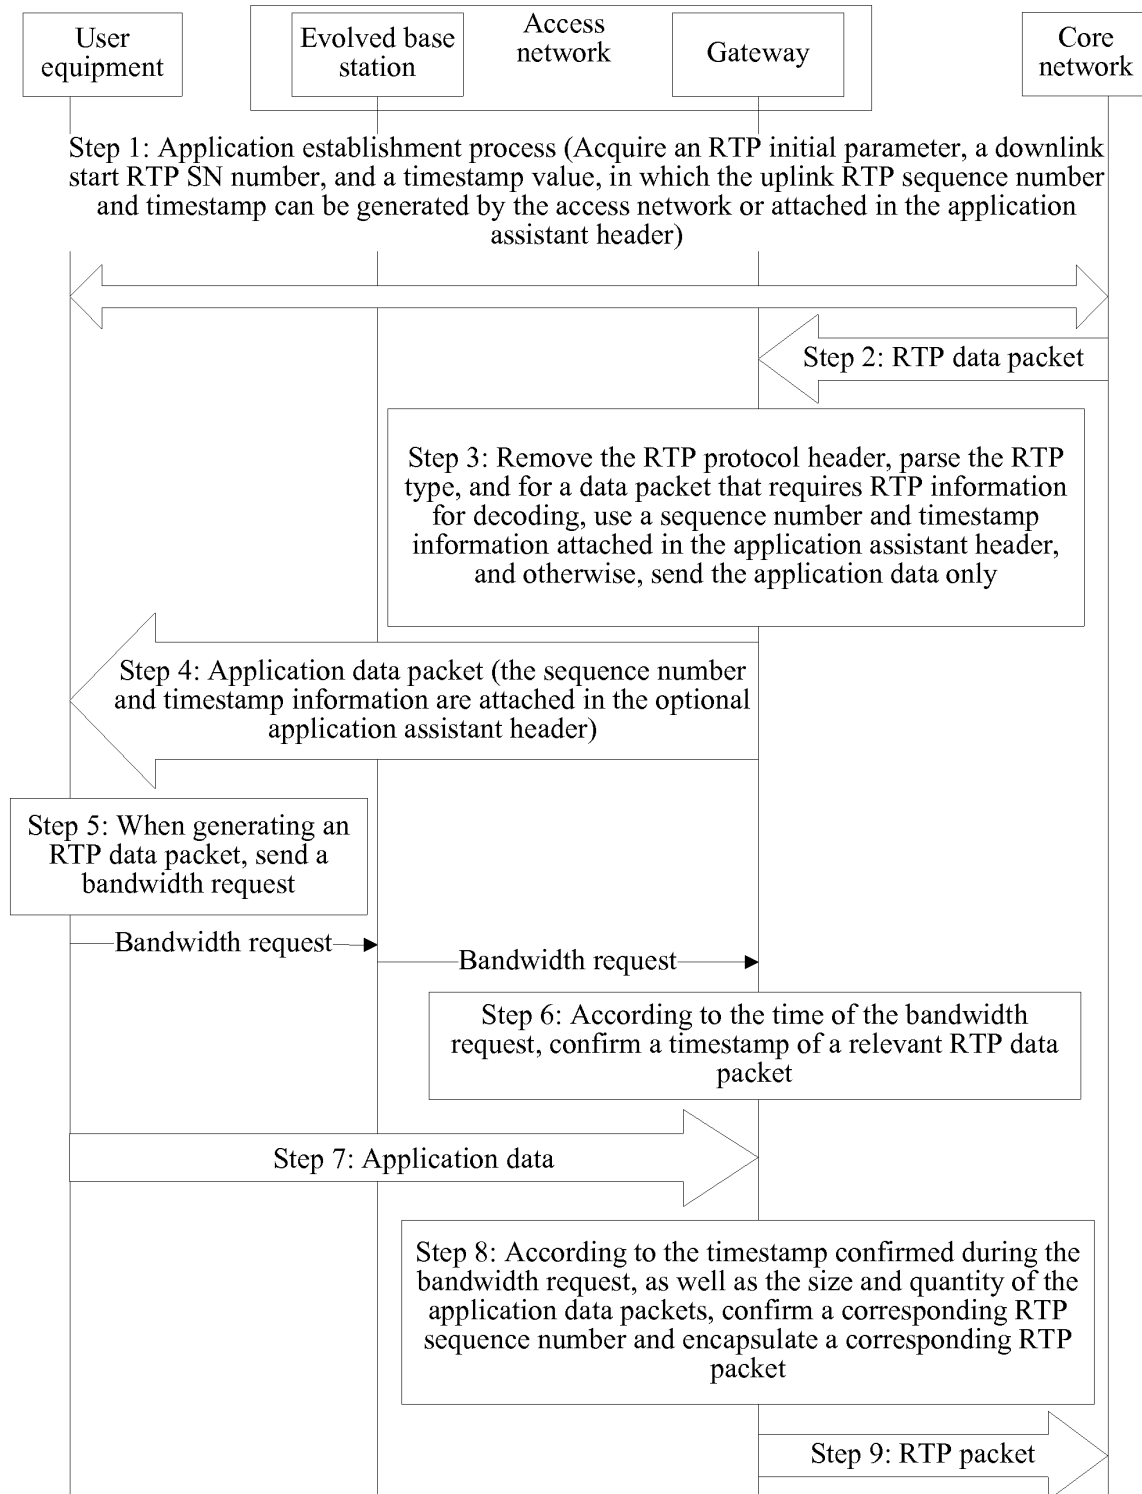 User
equipment
Evolved base
station
Access
network
Gateway
Core
network
Step 1: Application establishment process (Acquire an RTP initial parameter, a downlink
start RTP SN number, and a timestamp value, in which the uplink RTP sequence number
and timestamp can be generated by the access network or attached in the application
assistant header)
Step 2: RTP data packet
Step 3: Remove the RTP protocol header, parse the RTP
type, and for a data packet that requires RTP information
for decoding, use a sequence number and timestamp
information attached in the application assistant header,
and otherwise, send the application data only
Step 4: Application data packet (the sequence number
and timestamp information are attached in the optional
application assistant header)
Step 5: When generating an
RTP data packet, send a
bandwidth request
Bandwidth request
Bandwidth request
Step 6: According to the time of the bandwidth
request, confirm a timestamp of a relevant RTP data
packet
Step 7: Application data
Step 8: According to the timestamp confirmed during the
bandwidth request, as well as the size and quantity of the
application data packets, confirm a corresponding RTP
sequence number and encapsulate a corresponding RTP
packet
Step 9: RTP packet